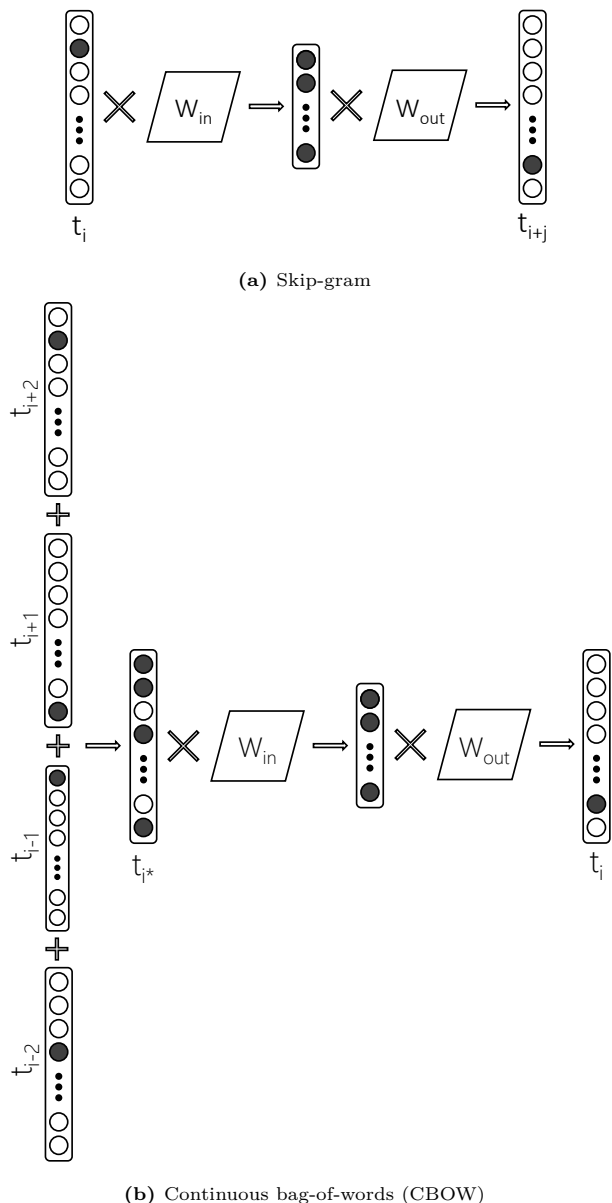 W_in
W_out
t_i
t_i+j
(a) Skip-gram
t_i+2
t_i+1
t_i-1
t_i-2
t_i*
W_in
W_out
t_i
(b) Continuous bag-of-words (CBOW)